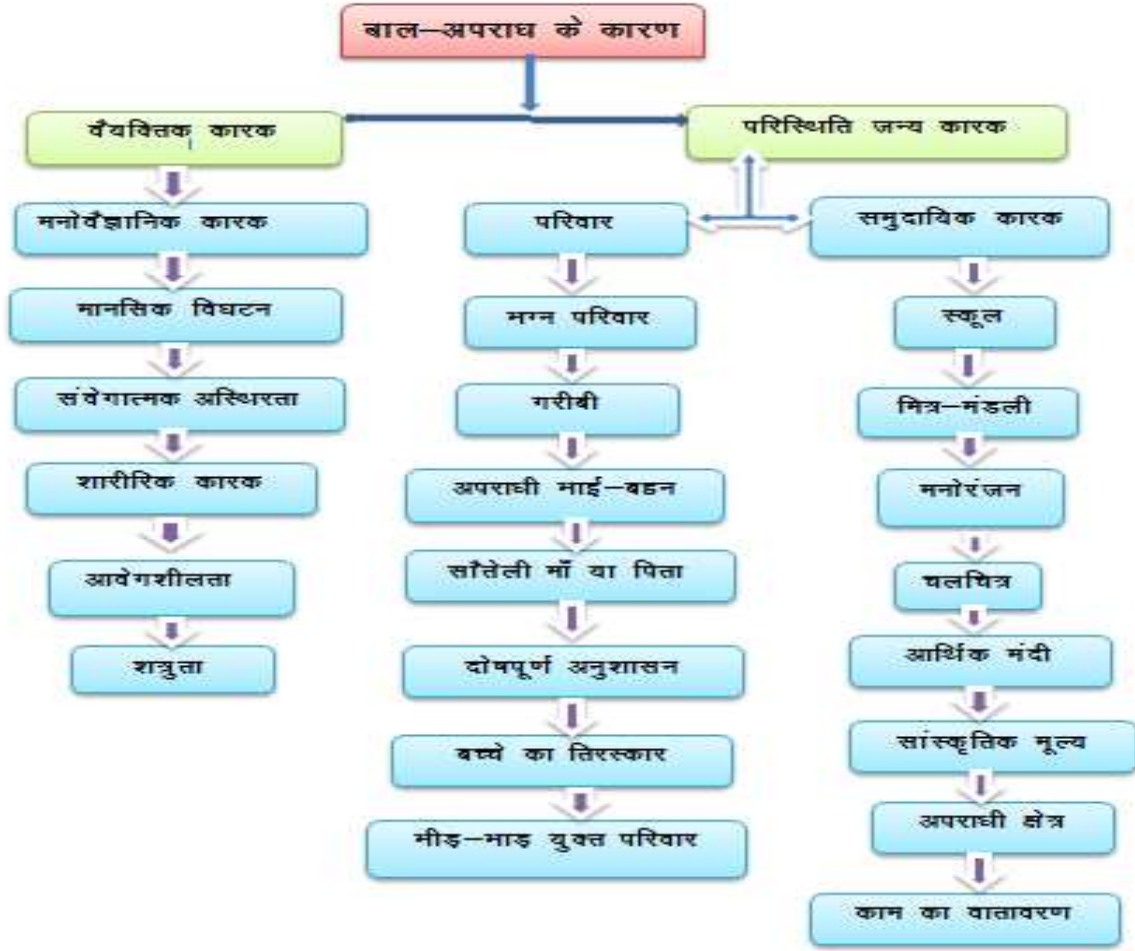 बाल–अपराध के कारण
वैयक्तिक कारक
परिस्थिति जन्य कारक
मनोवैज्ञानिक कारक
मानसिक विघटन
संवेगात्मक अस्थिरता
शारीरिक कारक
आवेगशीलता
शत्रुता
परिवार
भग्न परिवार
गरीबी
अपराधी भाई–बहन
सौंतेली माँ या पिता
दोषपूर्ण अनुशासन
बच्चे का तिरस्कार
भीड़–भाड़ युक्त परिवार
समुदायिक कारक
स्कूल
मित्र–मंडली
मनोरंजन
चलचित्र
आर्थिक मंदी
सांस्कृतिक मूल्य
अपराधी क्षेत्र
काम का वातावरण